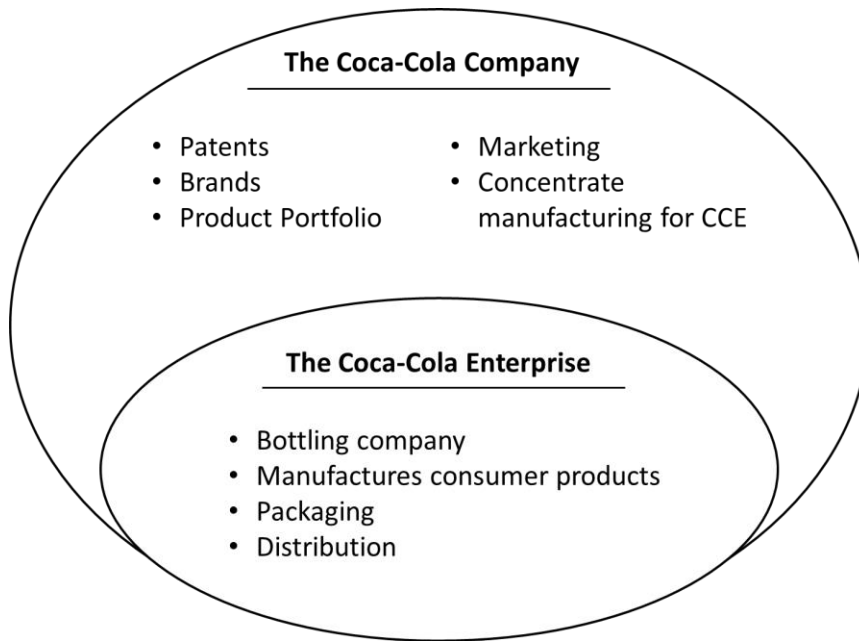 The Coca-Cola Company
• Patents
• Brands
• Product Portfolio
• Marketing
• Concentrate
manufacturing for CCE
The Coca-Cola Enterprise
• Bottling company
• Manufactures consumer products
• Packaging
• Distribution